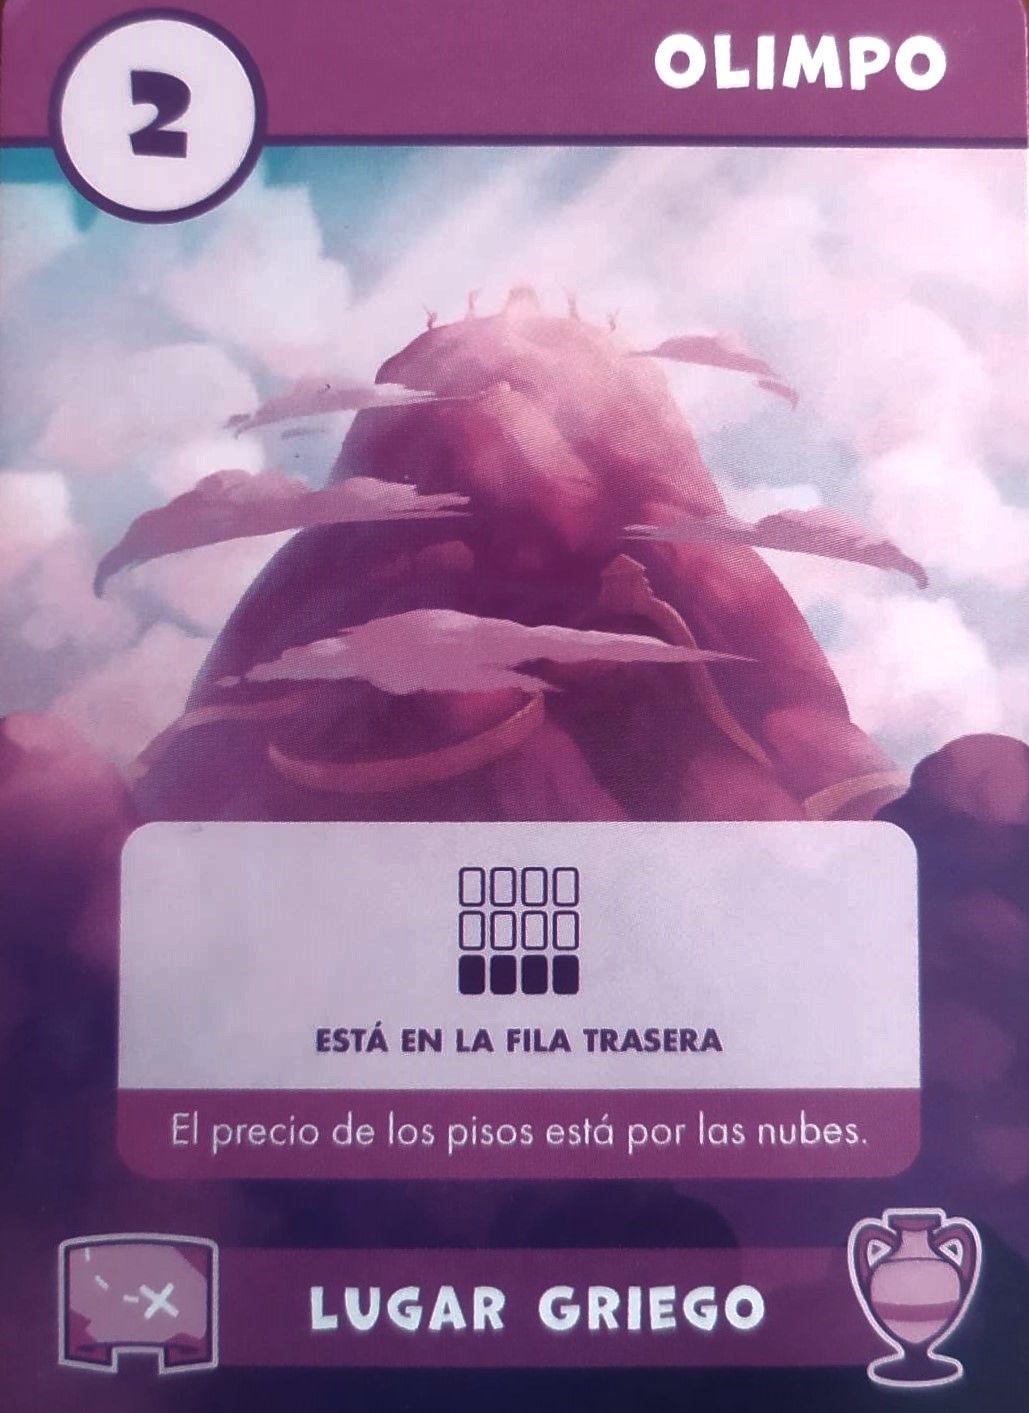 2
OLIMPO
ESTÁ EN LA FILA TRASERA
El precio de los pisos está por las nubes.
LUGAR GRIEGO